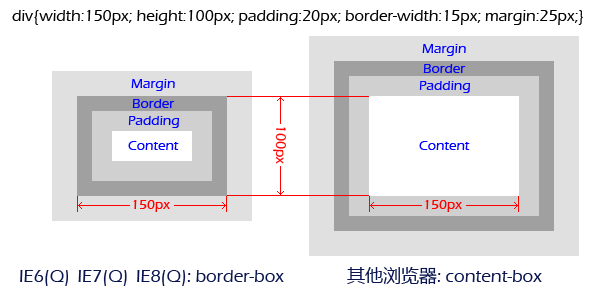 div{width:150px; height:100px; padding:20px; border-width:15px; margin:25px;}
Margin
Border
Padding
Content
150px
100px
Margin
Border
Padding
Content
150px
IE6(Q) IE7(Q) IE8(Q): border-box
其他浏览器: content-box